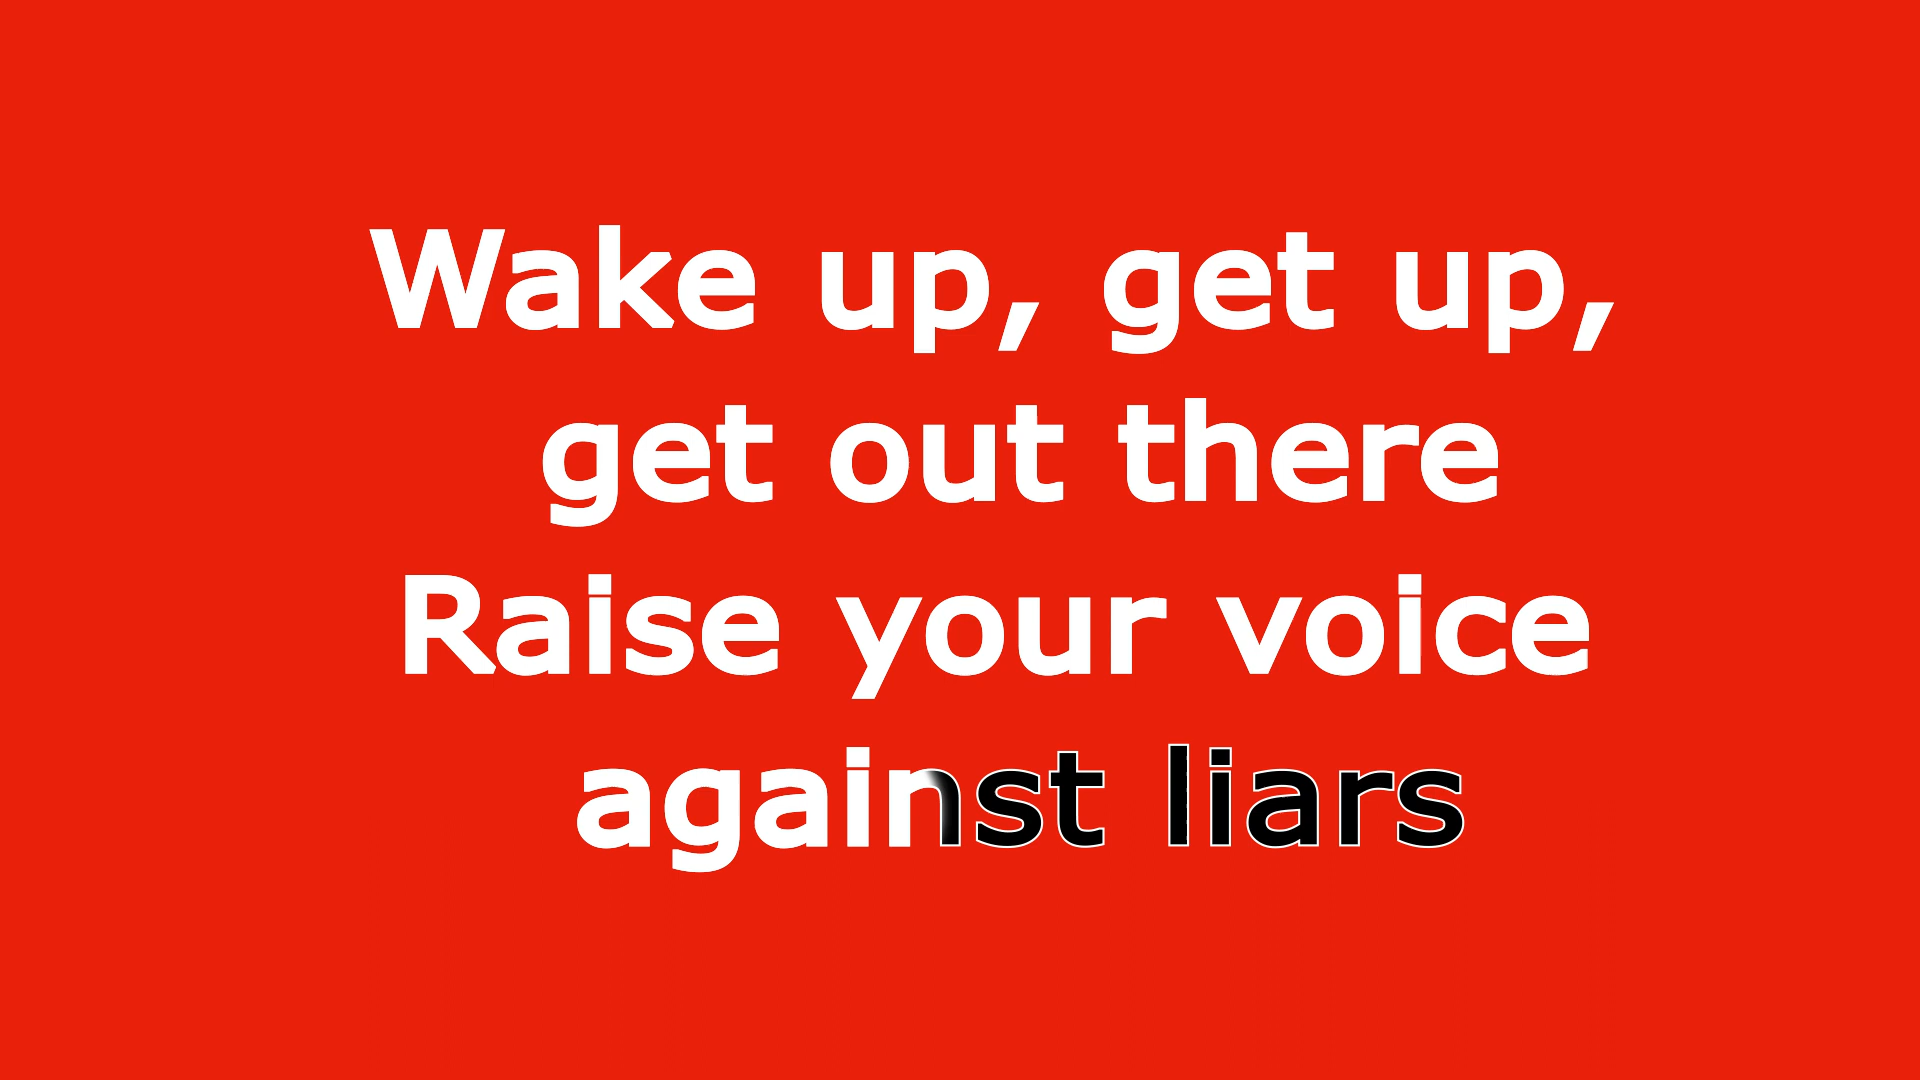 Wake up, get up,
get out there
Raise your voice
against liars